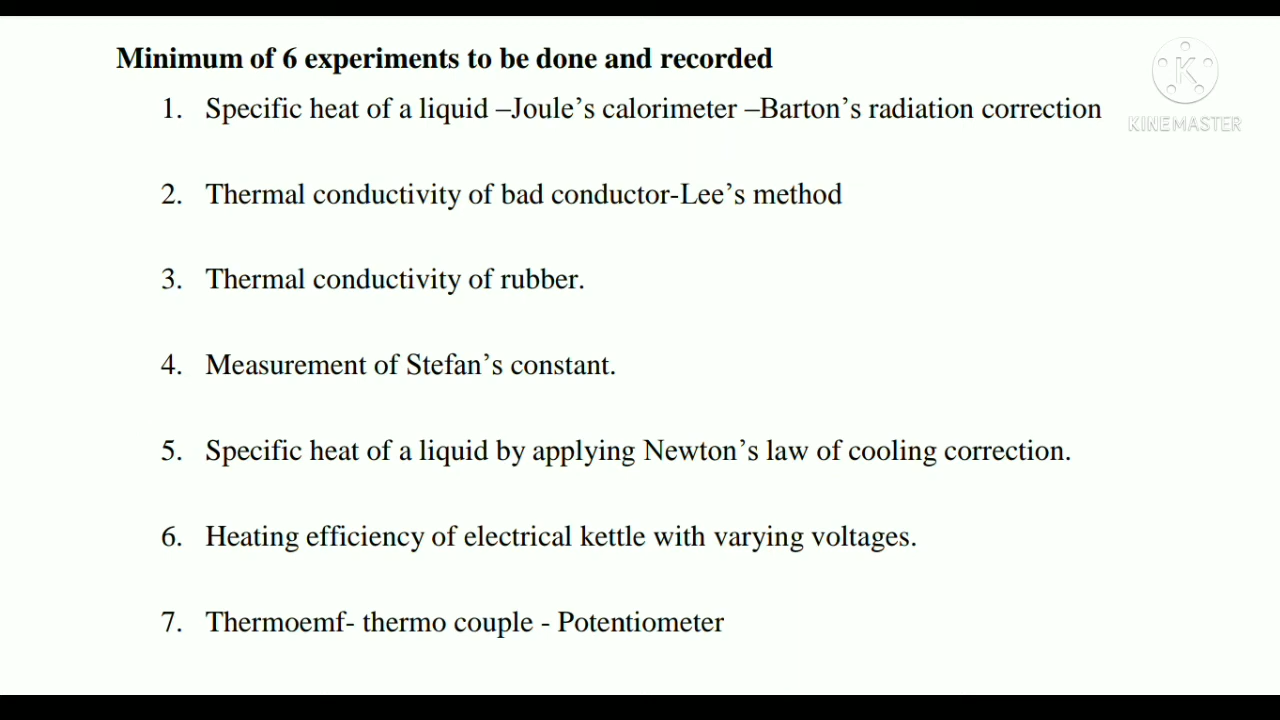 Minimum of 6 experiments to be done and recorded
1. Specific heat of a liquid –Joule’s calorimeter –Barton’s radiation correction
K
KINEMASTER
2. Thermal conductivity of bad conductor-Lee’s method
3. Thermal conductivity of rubber.
4. Measurement of Stefan’s constant.
5. Specific heat of a liquid by applying Newton’s law of cooling correction.
6. Heating efficiency of electrical kettle with varying voltages.
7. Thermoemf- thermo couple - Potentiometer